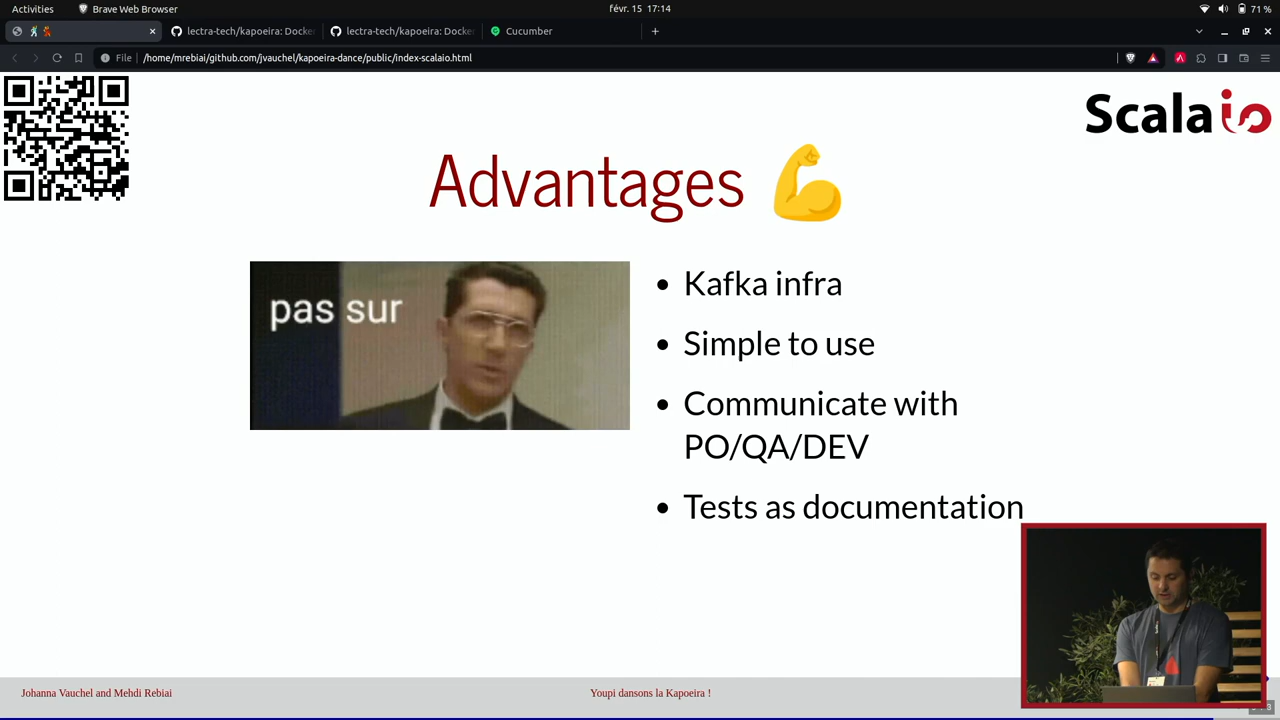 Activities
Brave Web Browser
févr. 15 17:14
71 %
lectra-tech/kapoeira: Docke
lectra-tech/kapoeira: Docke
Cucumber
File
/home/mrebiai/github.com/jvauchel/kapoeira-dance/public/index-scalaio.html
Scala io
Advantages
pas sur
Kafka infra
Simple to use
Communicate with
PO/QA/DEV
Tests as documentation
Johanna Vauchel and Mehdi Rebiai
Youpi dansons la Kapoeira !